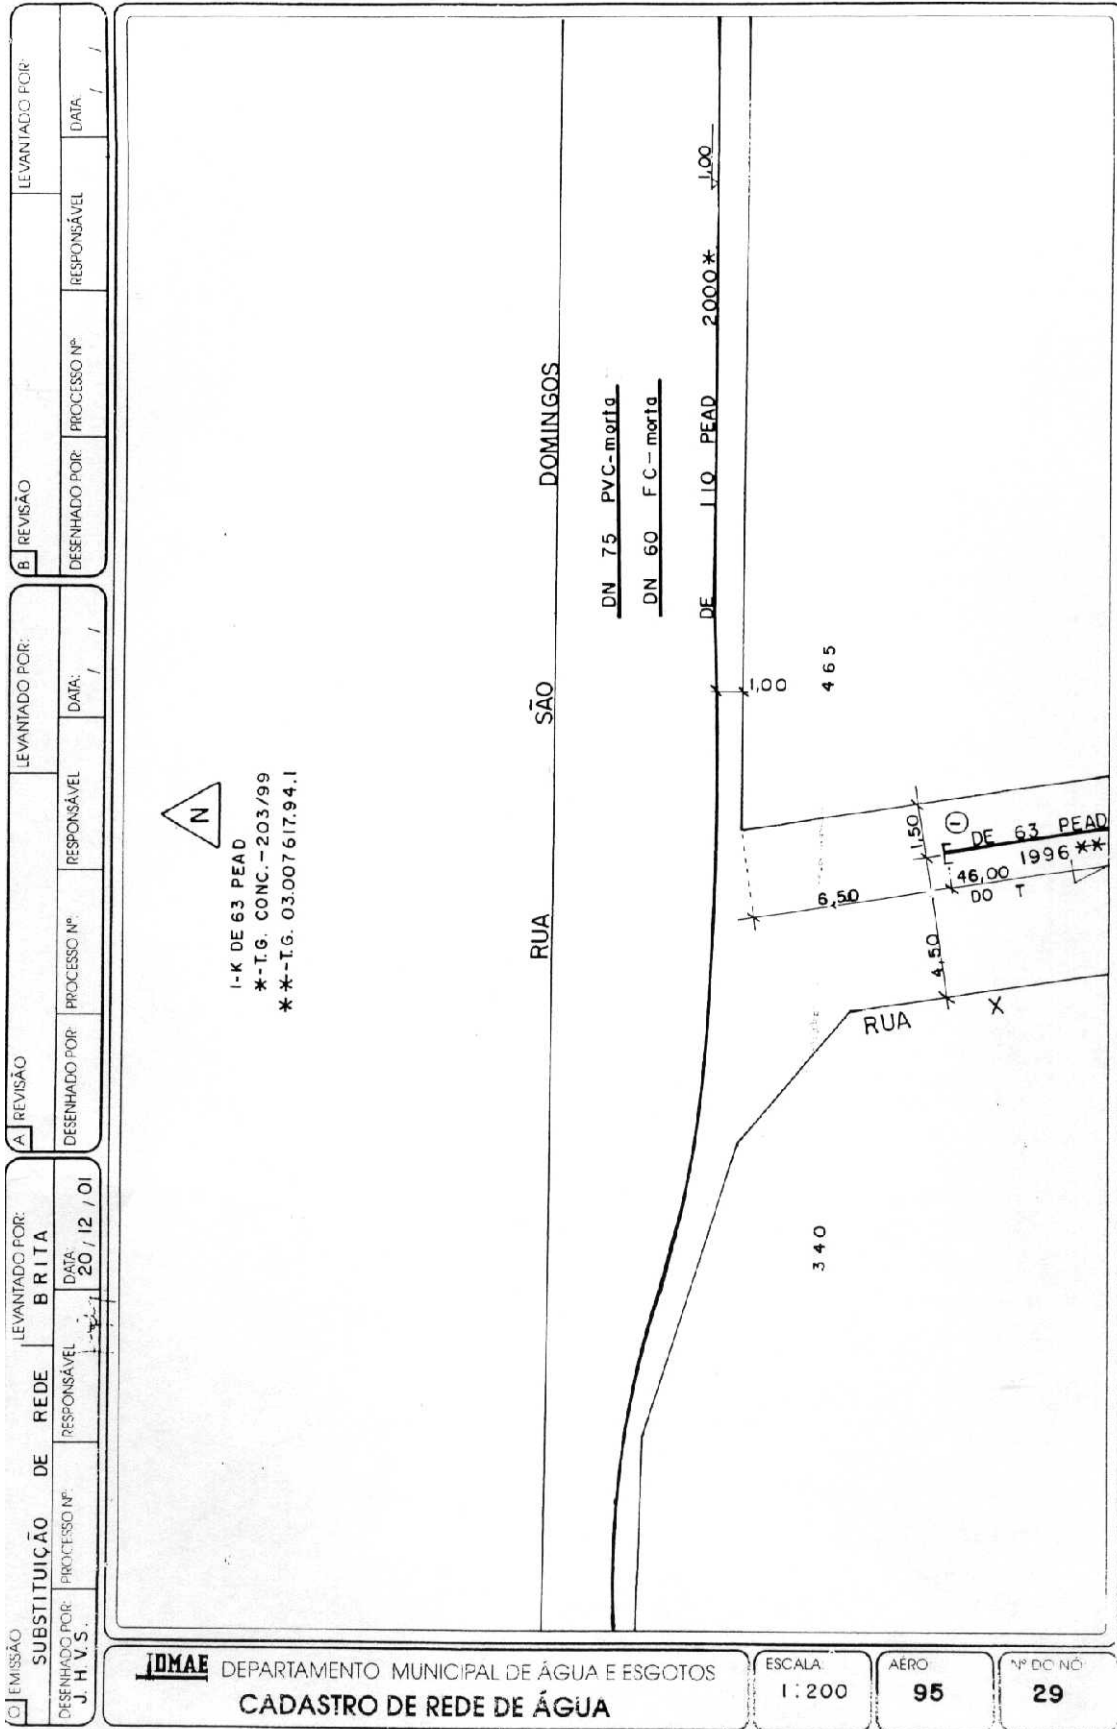 O EMISSÃO
SUBSTITUIÇÃO DE REDE
LEVANTADO POR:
BRITA
DESENHADO POR:
J. H. V. S.
PROCESSO Nº
RESPONSÁVEL
DATA:
20 / 12 / 01
A REVISÃO
LEVANTADO POR:
DESENHADO POR:
PROCESSO Nº
RESPONSÁVEL
DATA:
/ /
B REVISÃO
LEVANTADO POR:
DESENHADO POR:
PROCESSO Nº
RESPONSÁVEL
DATA:
/ /
N
1-K DE 63 PEAD
*-T.G. CONC.-203/99
**-T.G. 03.007617.94.1
RUA SÃO DOMINGOS
DN 75 PVC-morta
DN 60 FC-morta
DE 110 PEAD 2000*
1,00
1,00
465
6,50
1,50
1
DE 63 PEAD
1996 **
46,00
DO T
4,50
RUA X
340
DMAE DEPARTAMENTO MUNICIPAL DE ÁGUA E ESGOTOS
CADASTRO DE REDE DE ÁGUA
ESCALA:
1:200
AÉRO:
95
Nº DO NÓ
29